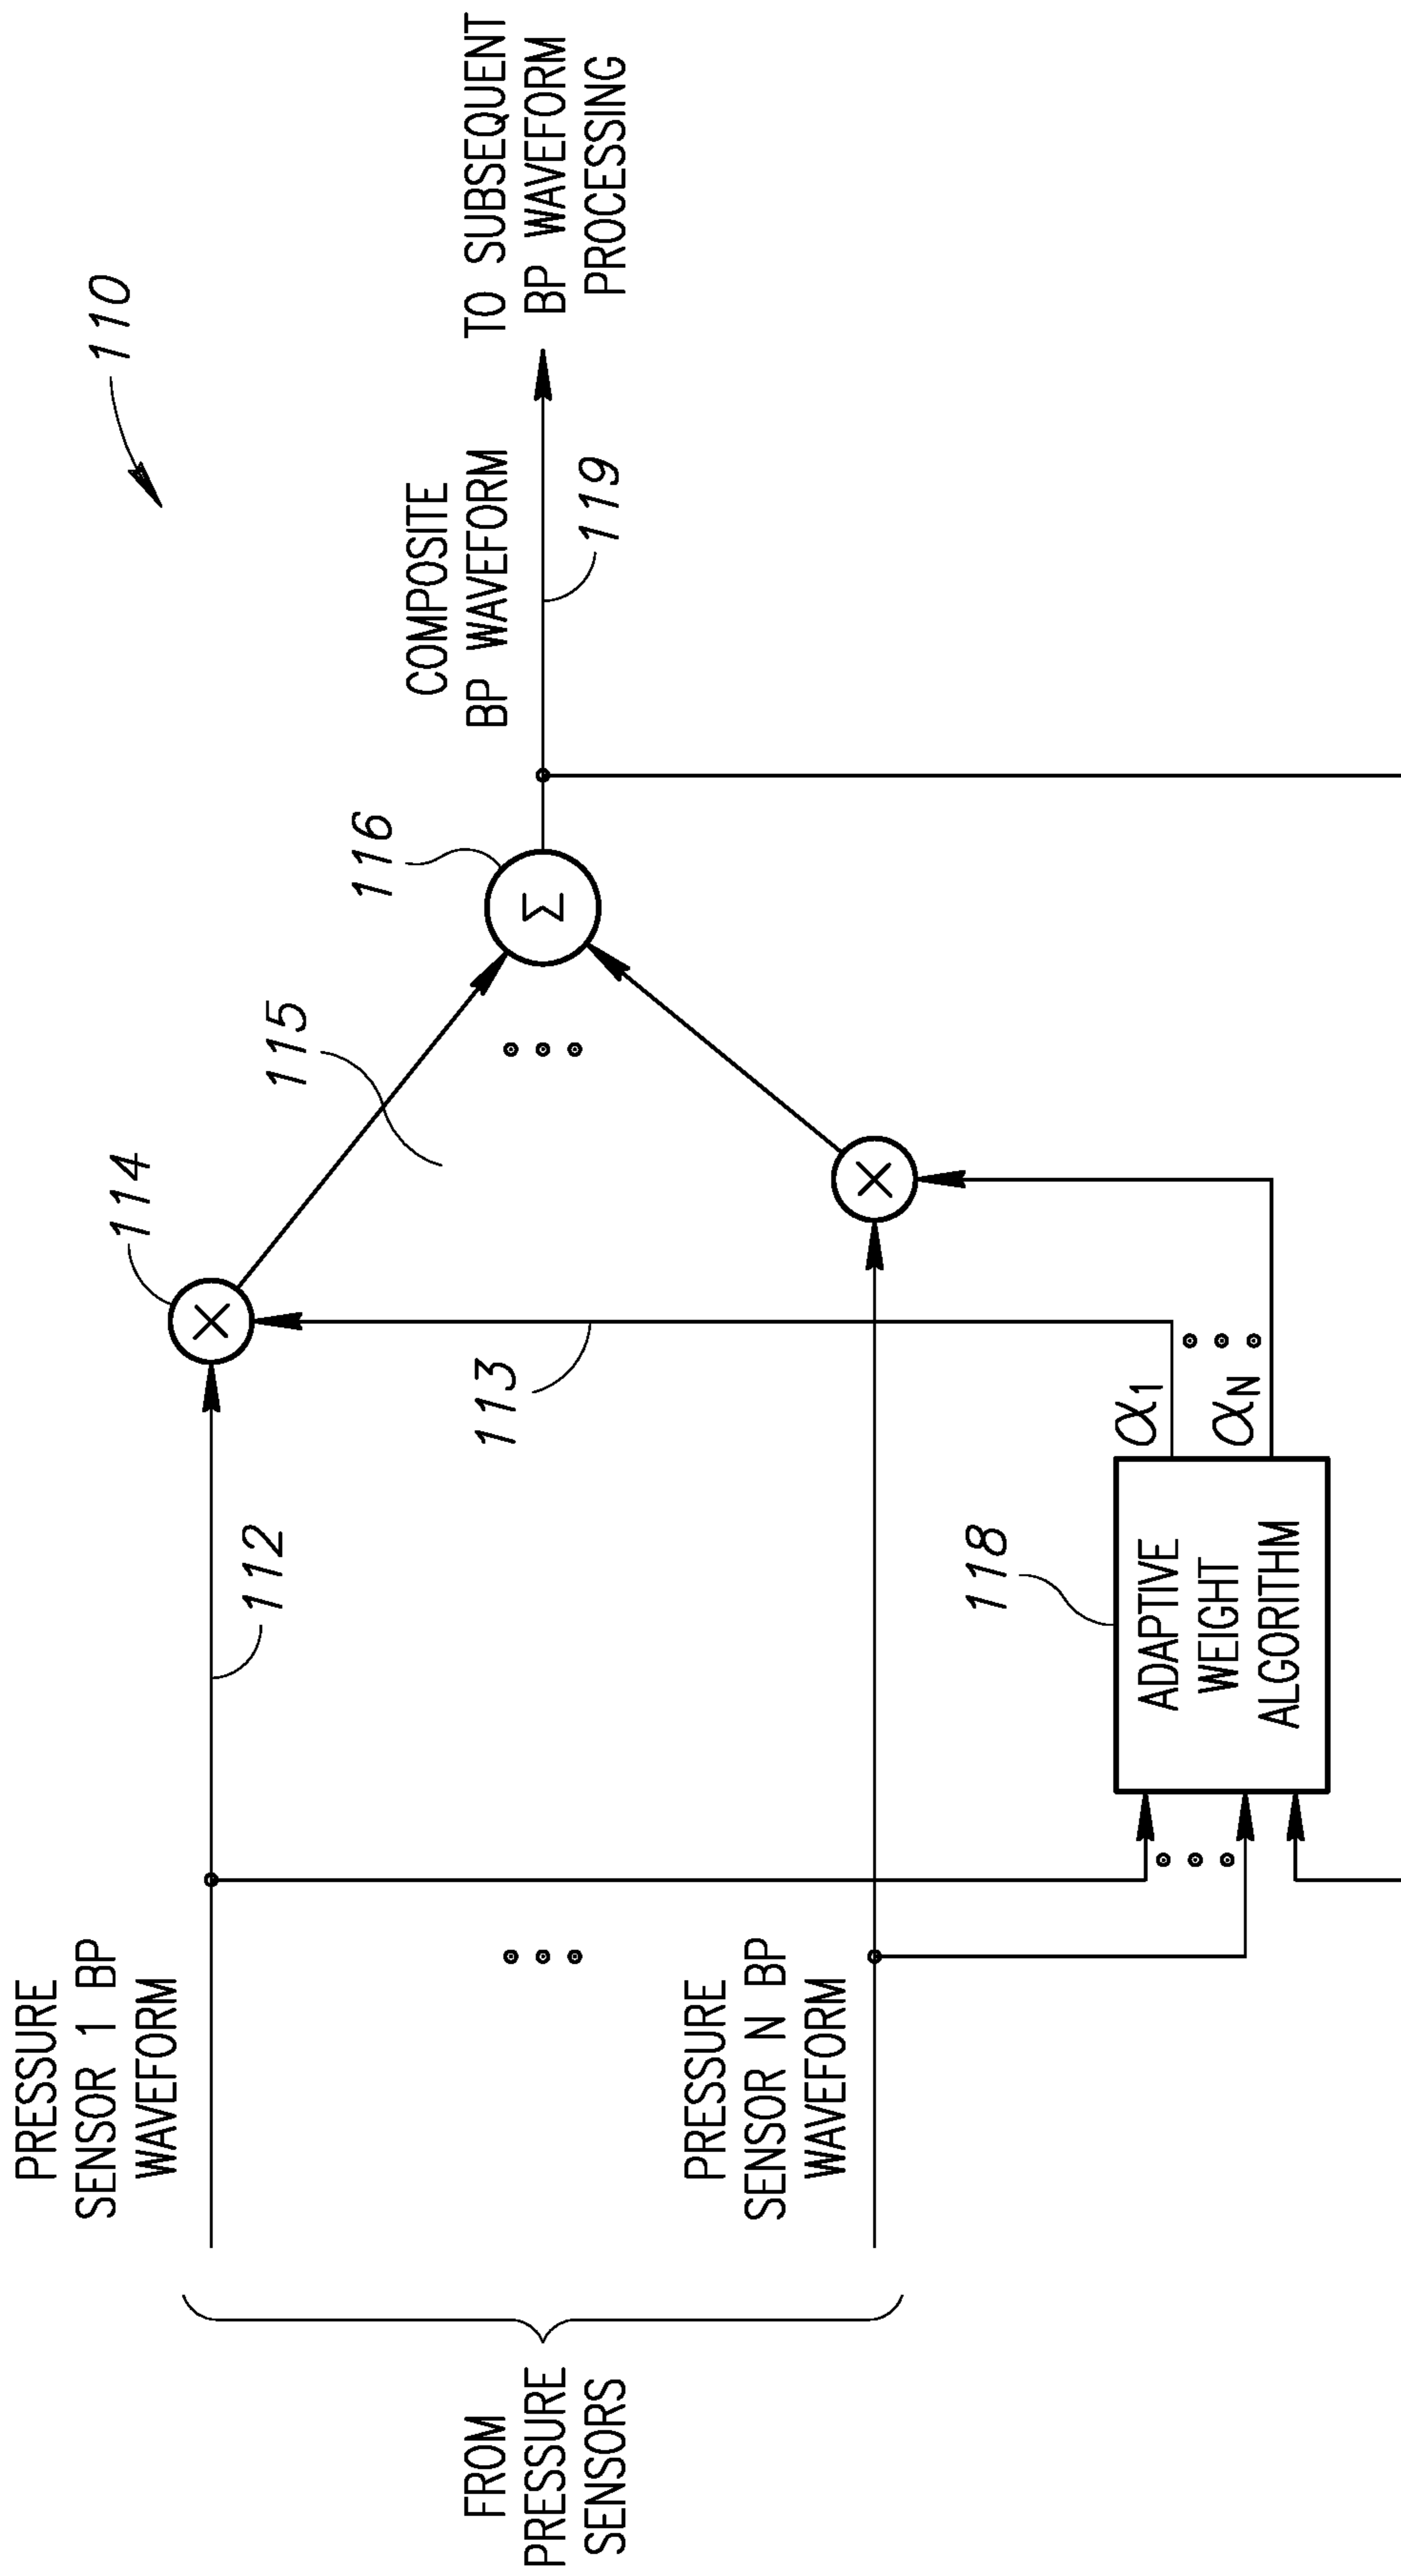 110
FROM
PRESSURE
SENSORS
PRESSURE
SENSOR 1 BP
WAVEFORM
112
114
PRESSURE
SENSOR N BP
WAVEFORM
113
115
116
Σ
COMPOSITE
BP WAVEFORM
119
TO SUBSEQUENT
BP WAVEFORM
PROCESSING
118
ADAPTIVE
WEIGHT
ALGORITHM
α1
αN